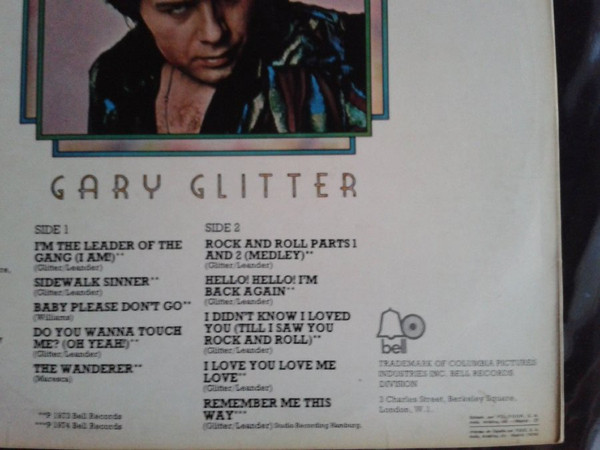 GARY GLITTER
SIDE 1
I'M THE LEADER OF THE
GANG (I AM!)**
(Glitter/Leander)
SIDEWALK SINNER**
(Glitter/Leander)
BABY PLEASE DON'T GO**
(Williams)
DO YOU WANNA TOUCH
ME? (OH YEAH!)**
(Glitter/Leander)
THE WANDERER**
(Maresca)
**P 1973 Bell Records
***P 1974 Bell Records
SIDE 2
ROCK AND ROLL PARTS 1
AND 2 (MEDLEY)**
(Glitter/Leander)
HELLO! HELLO! I'M
BACK AGAIN**
(Glitter/Leander)
I DIDN'T KNOW I LOVED
YOU (TILL I SAW YOU
ROCK AND ROLL)**
(Glitter/Leander)
I LOVE YOU LOVE ME
LOVE**
(Glitter/Leander)
REMEMBER ME THIS
WAY***
(Glitter/Leander) Studio Recording Hamburg.
bell
TRADEMARK OF COLUMBIA PICTURES
INDUSTRIES INC. BELL RECORDS
DIVISION
3 Charles Street, Berkeley Square,
London, W.1.